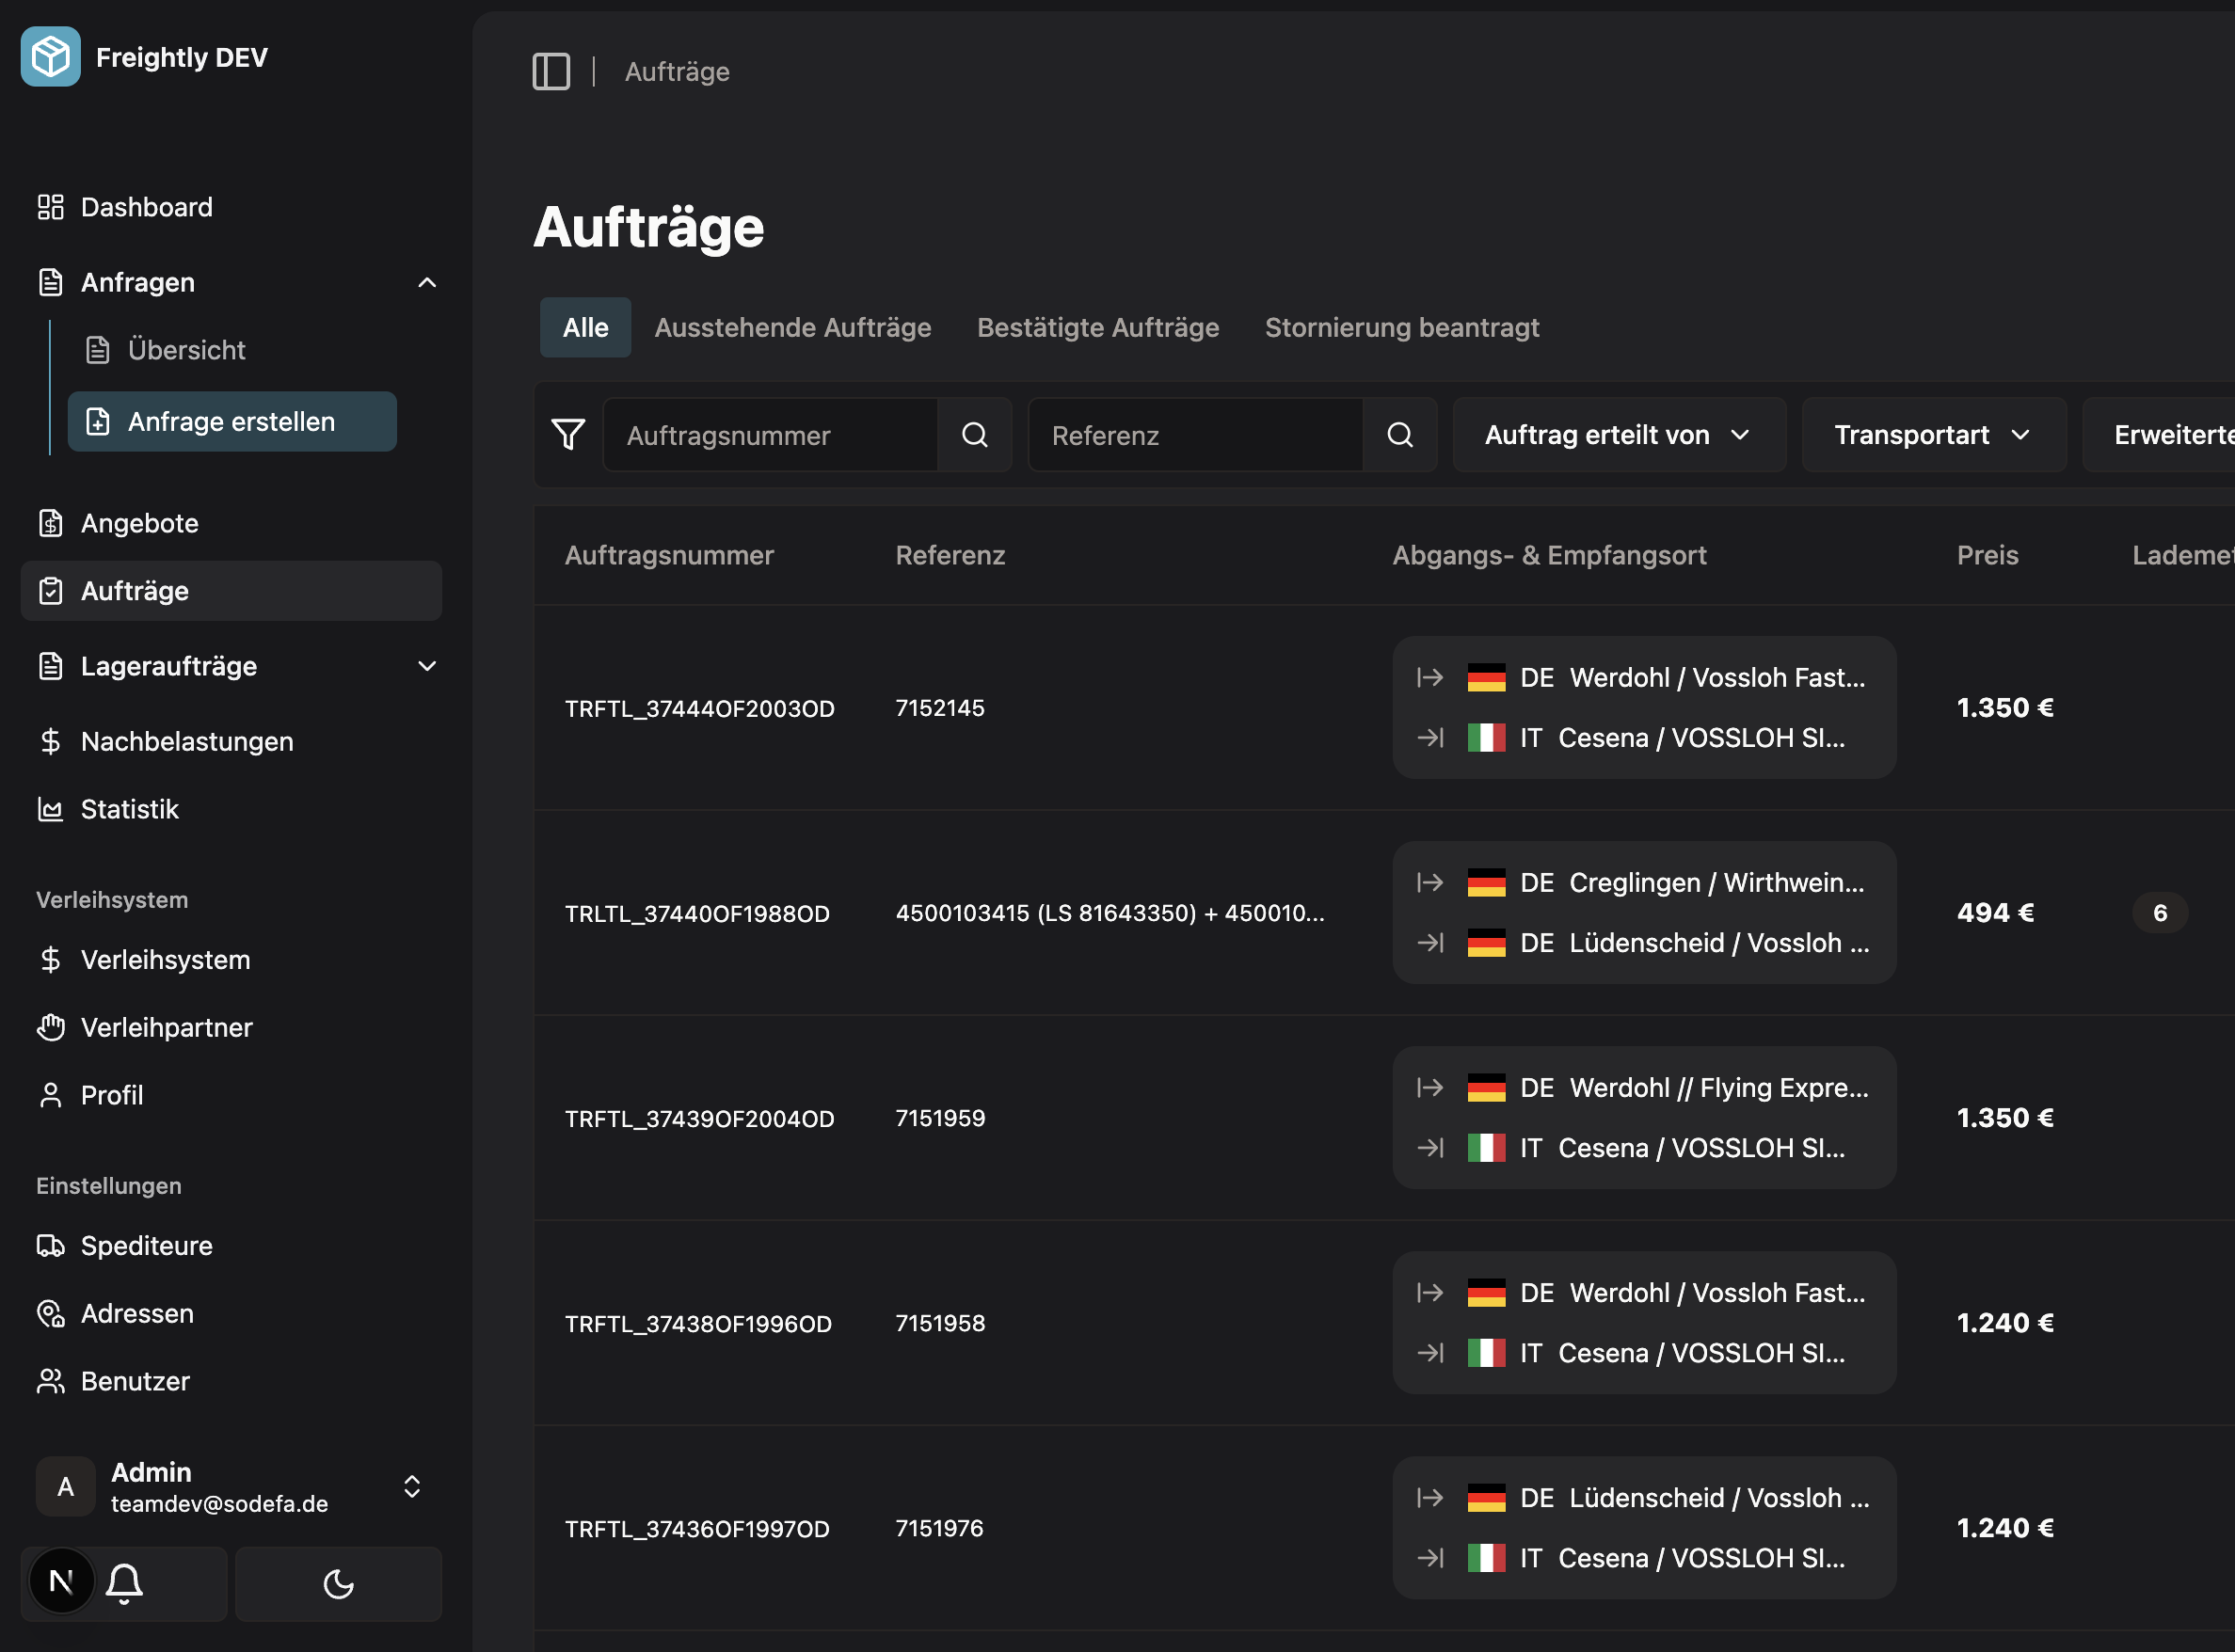 Freightly DEV
Dashboard
Anfragen
Übersicht
Anfrage erstellen
Angebote
Aufträge
Lageraufträge
Nachbelastungen
Statistik
Verleihsystem
Verleihsystem
Verleihpartner
Profil
Einstellungen
Spediteure
Adressen
Benutzer
A
Admin
teamdev@sodefa.de
N
Aufträge
Aufträge
Alle Ausstehende Aufträge Bestätigte Aufträge Stornierung beantragt
Auftragsnummer Referenz Auftrag erteilt von Transportart Erweiterte
Auftragsnummer Referenz Abgangs- & Empfangsort Preis Lademet
TRFTL_37444OF2003OD 7152145 1.350 €
DE Werdohl / Vossloh Fast...
IT Cesena / VOSSLOH SI...
TRLTL_37440OF1988OD 4500103415 (LS 81643350) + 450010... 494 € 6
DE Creglingen / Wirthwein...
DE Lüdenscheid / Vossloh ...
TRFTL_37439OF2004OD 7151959 1.350 €
DE Werdohl // Flying Expre...
IT Cesena / VOSSLOH SI...
TRFTL_37438OF1996OD 7151958 1.240 €
DE Werdohl / Vossloh Fast...
IT Cesena / VOSSLOH SI...
TRFTL_37436OF1997OD 7151976 1.240 €
DE Lüdenscheid / Vossloh ...
IT Cesena / VOSSLOH SI...